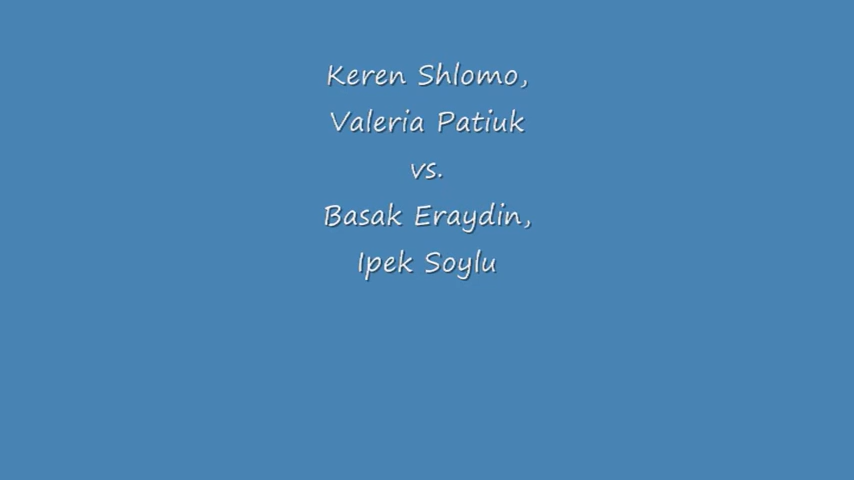 Keren Shlomo,
Valeria Patiuk
vs.
Basak Eraydin,
Ipek Soylu